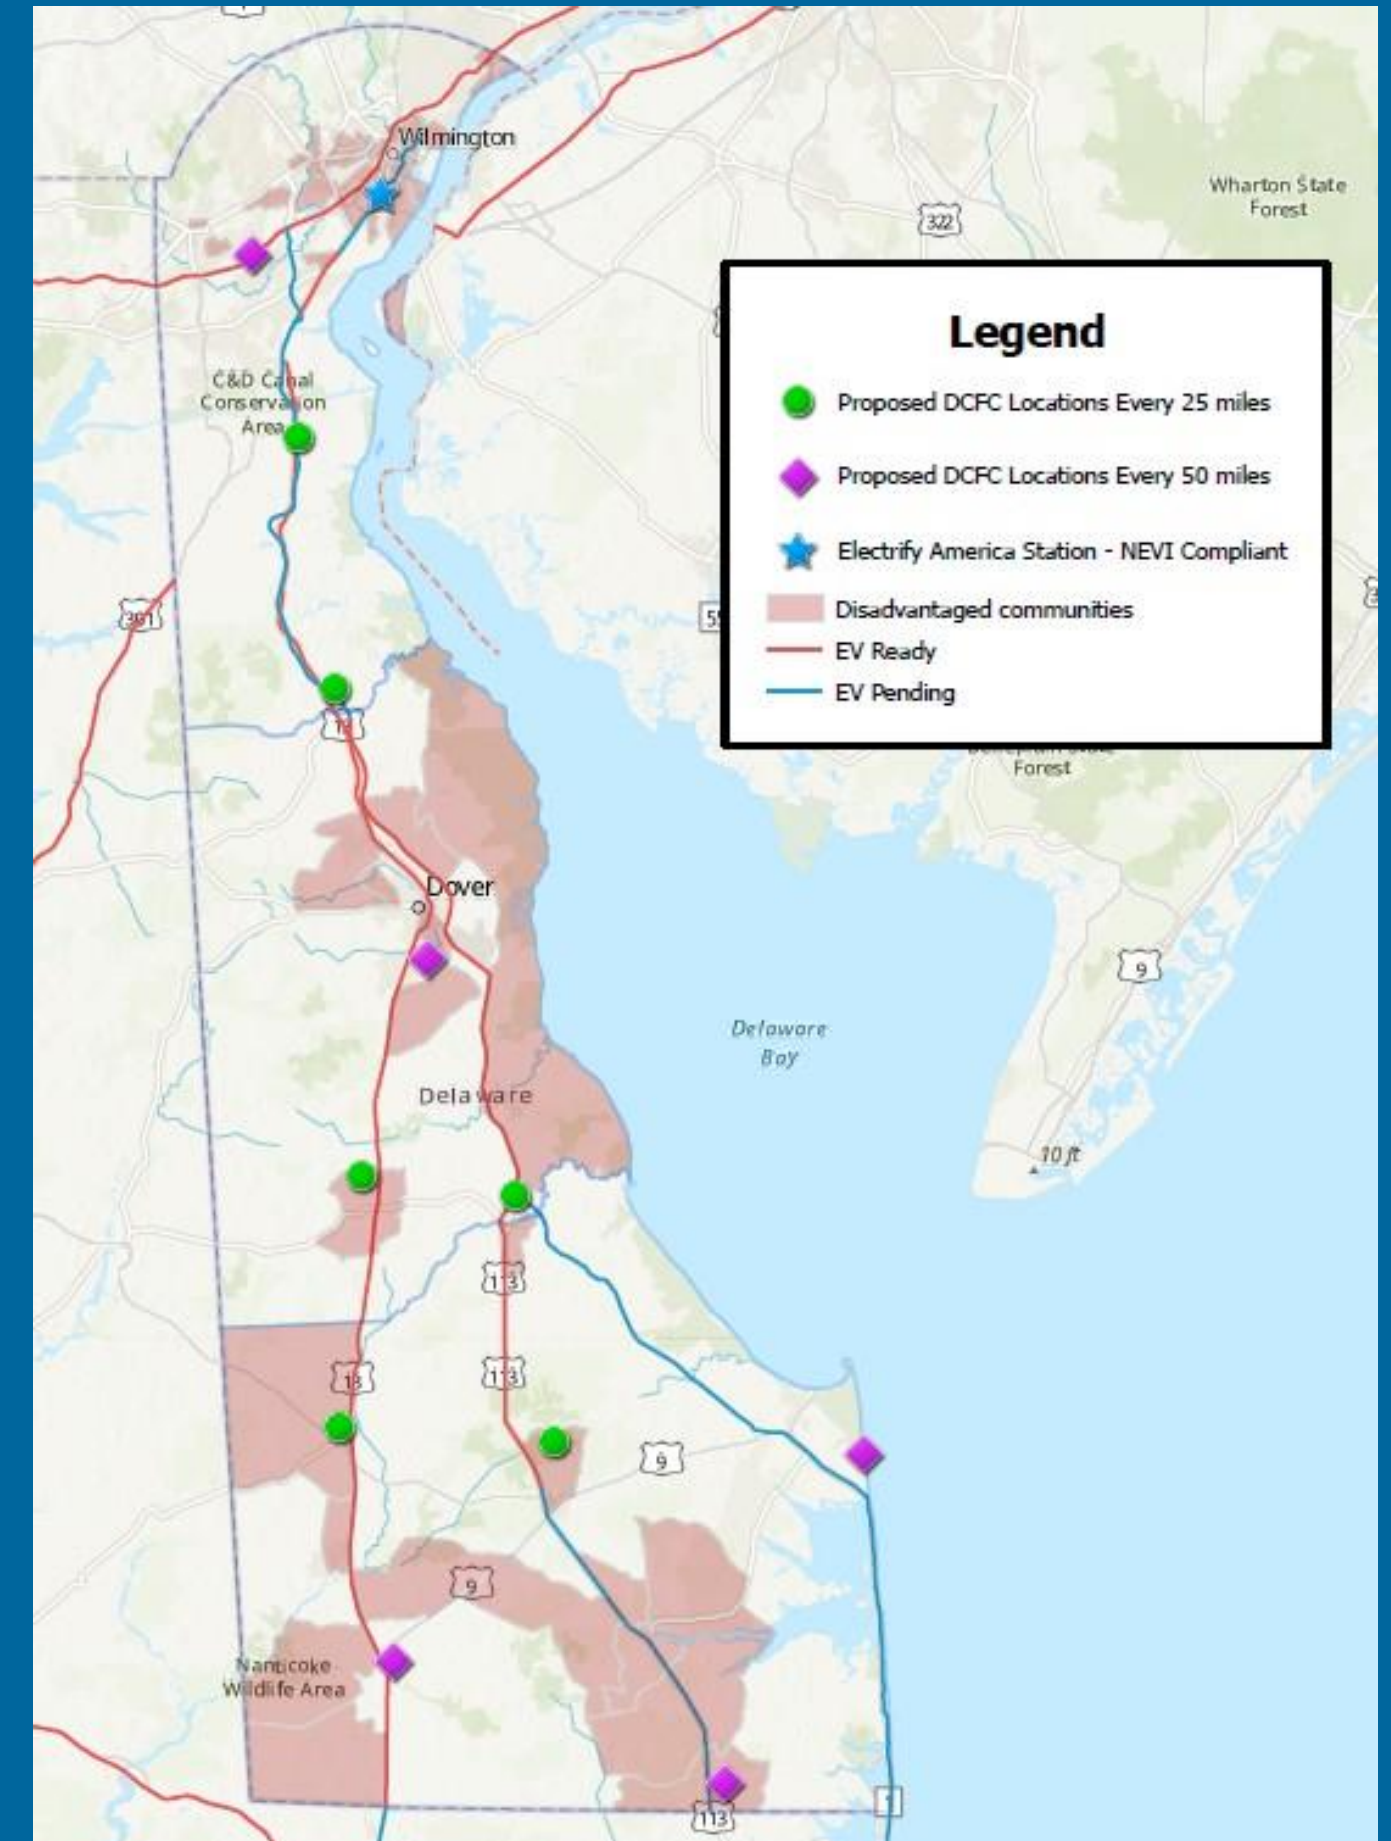 Wilmington
Wharton State
Forest
322
Legend
Proposed DCFC Locations Every 25 miles
Proposed DCFC Locations Every 50 miles
Electrify America Station - NEVI Compliant
Disadvantaged communities
EV Ready
EV Pending
C&D Canal
Conservation
Area
301
Forest
13
Dover
9
Delaware
Bay
Delaware
10 ft
113
113
13
9
9
Nanticoke
Wildlife Area
1
113